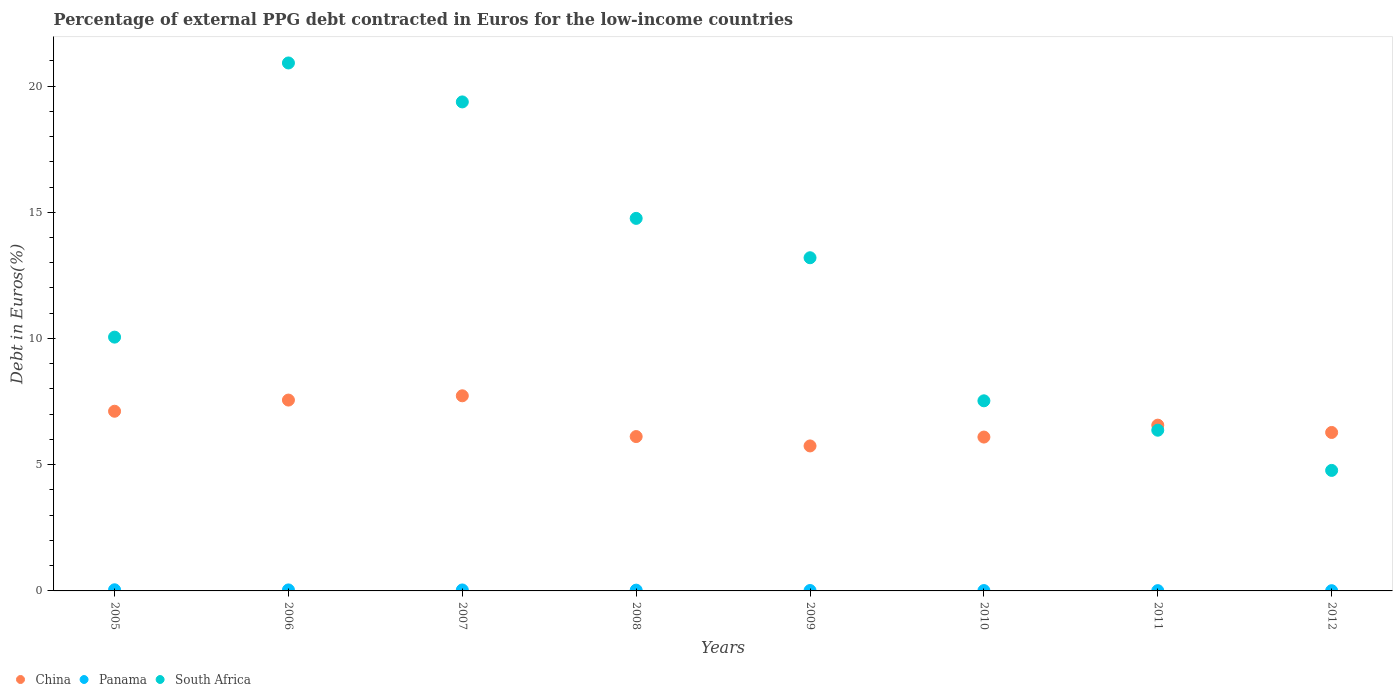 Percentage of external PPG debt contracted in Euros for the low-income countries
Debt in Euros(%)
20
15
10
5
0
2005
2006
2007
2008
2009
2010
2011
2012
Years
China
Panama
South Africa